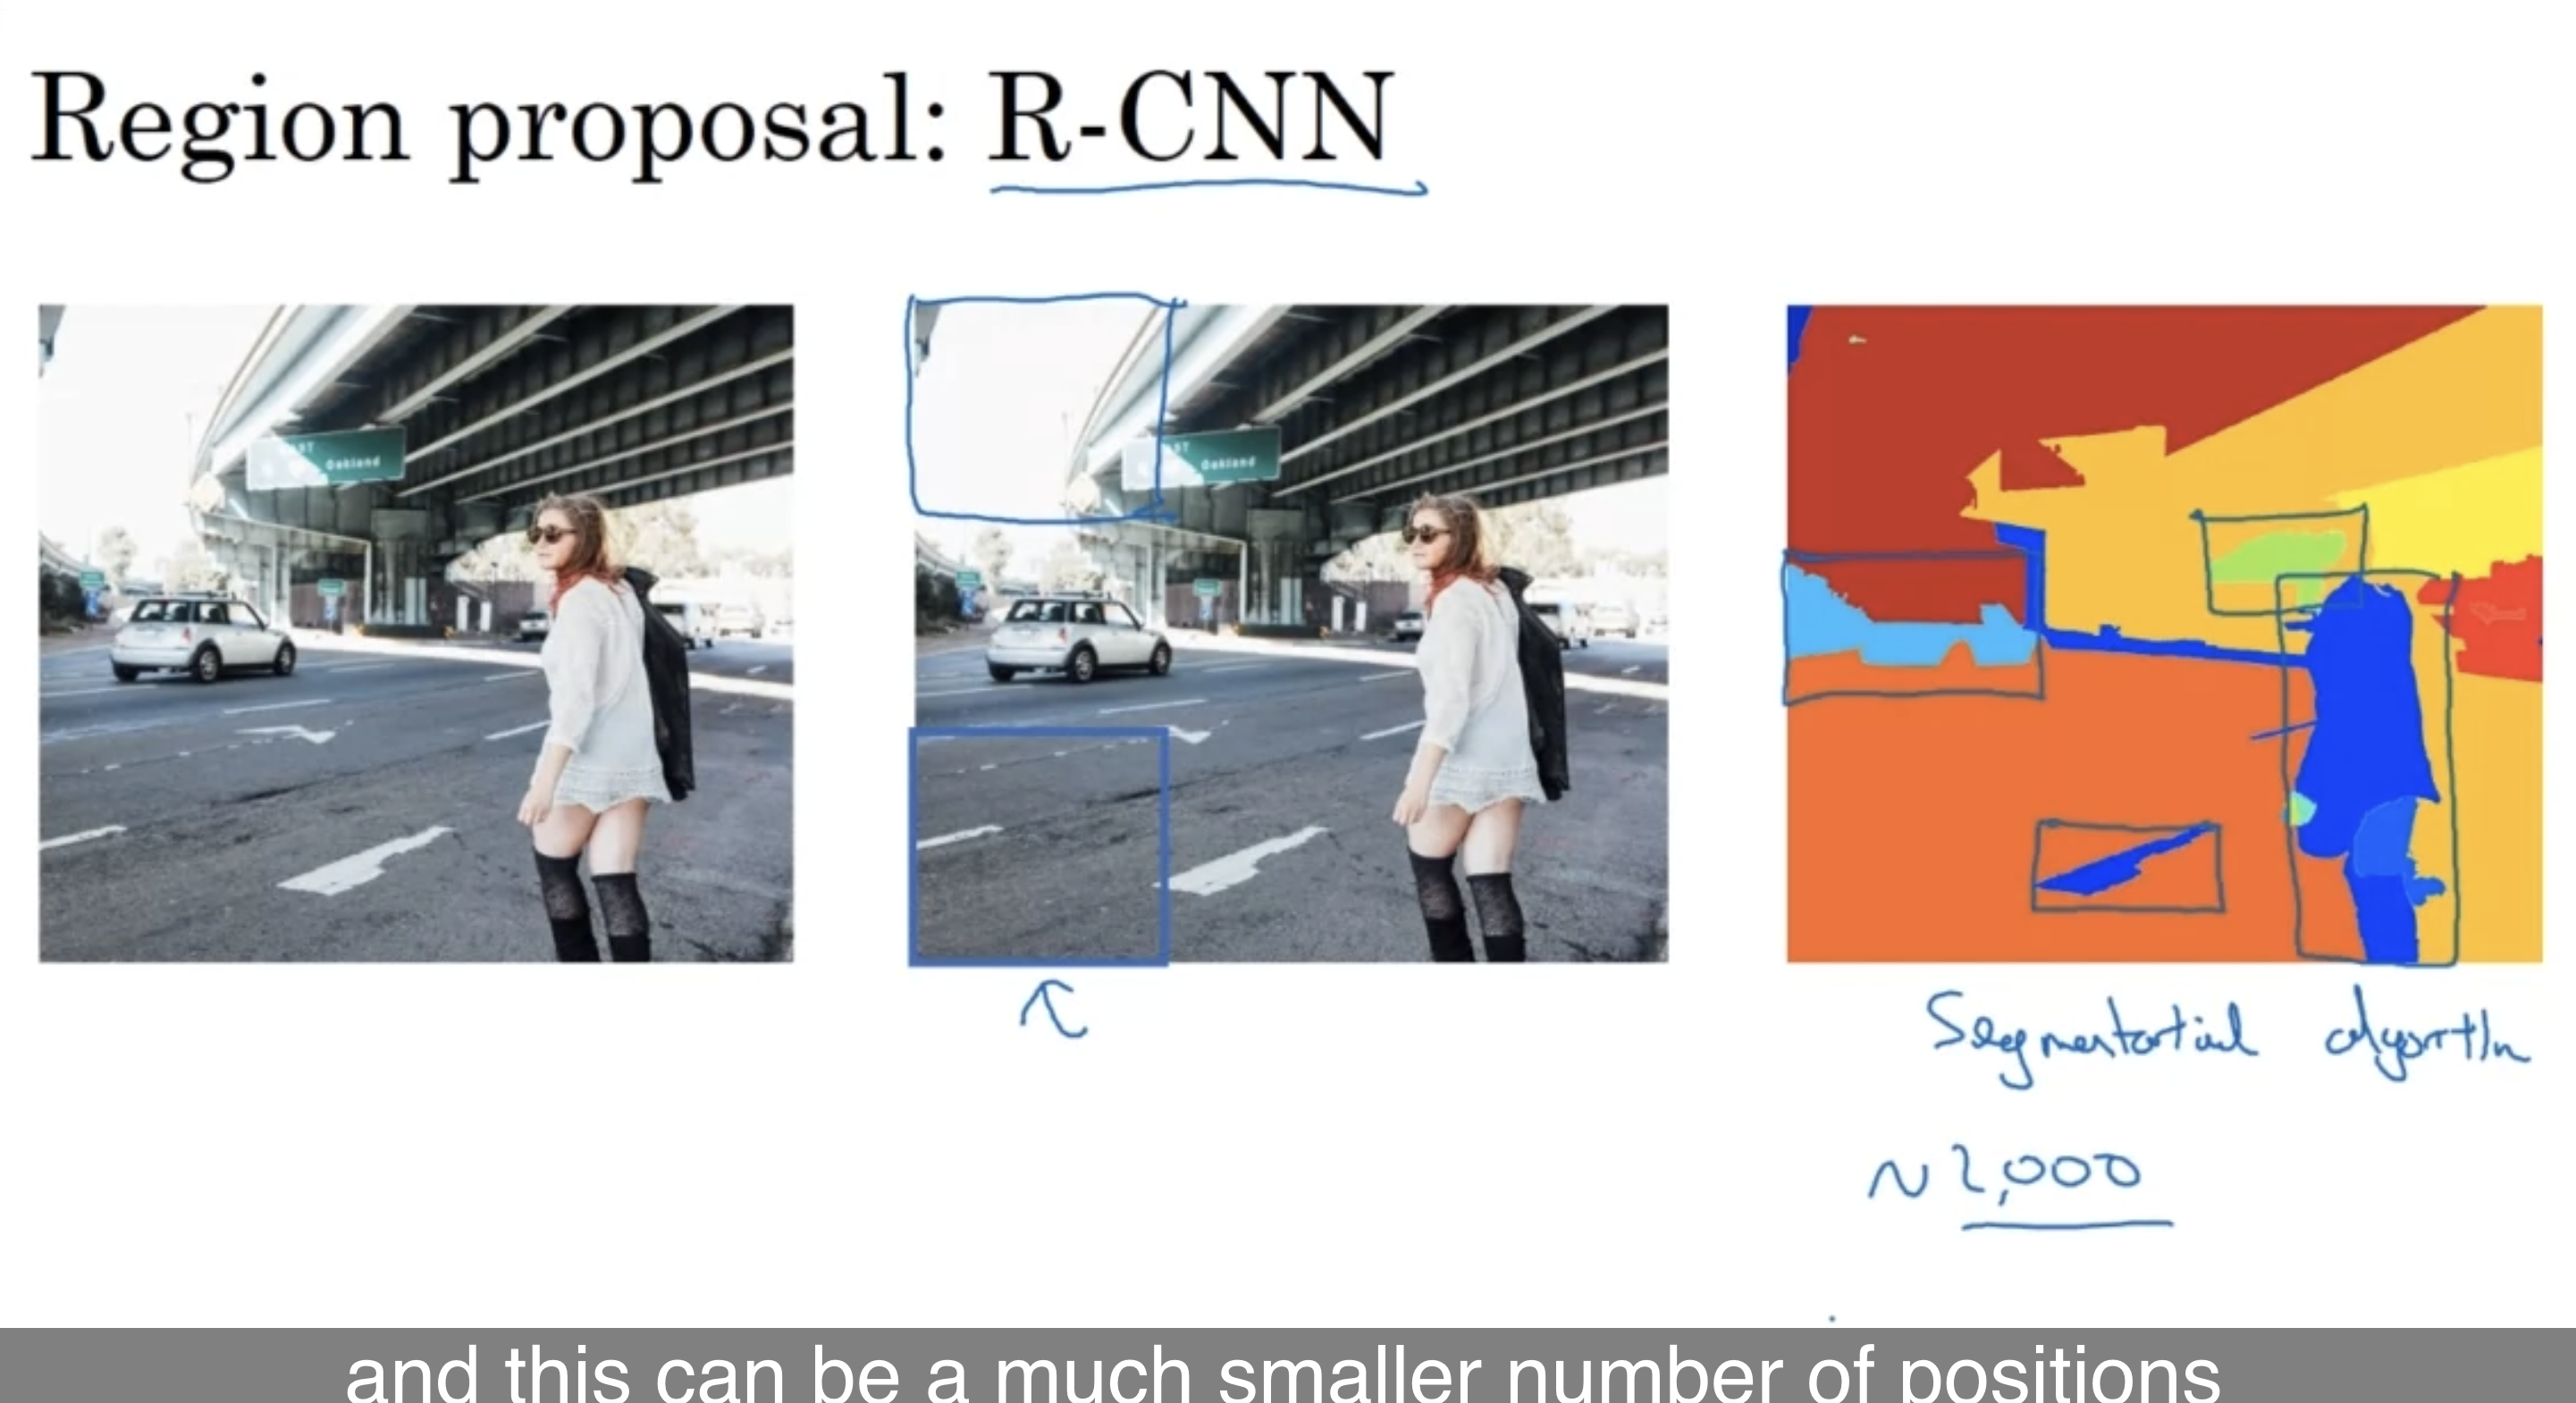 Region proposal: R-CNN
Oakland
Oakland
Segmentation algorithm
~2,000
and this can be a much smaller number of positions